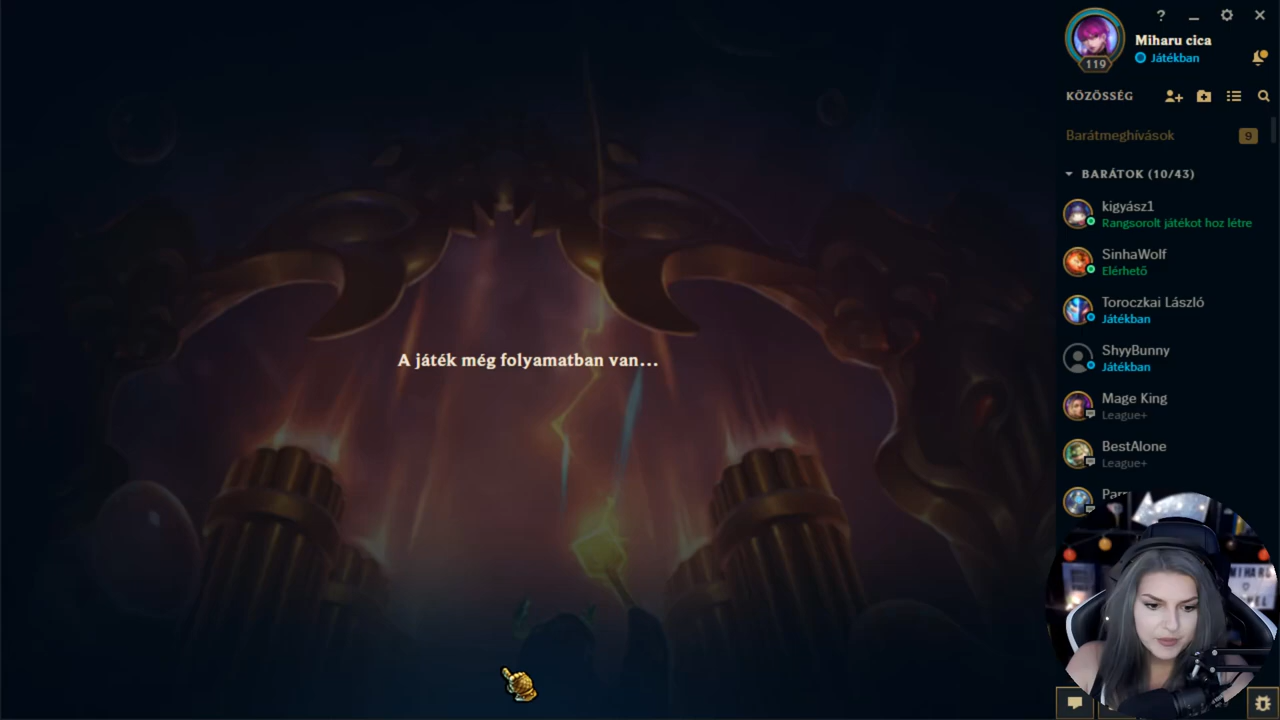 ?
Miharu cica
119
Játékban
KÖZÖSSÉG
Barátmeghívások
9
BARÁTOK (10/43)
kigyász1
Rangsorolt játékot hoz létre
SinhaWolf
Elérhető
Toroczkai László
Játékban
ShyyBunny
Játékban
A játék még folyamatban van...
Mage King
League+
BestAlone
League+